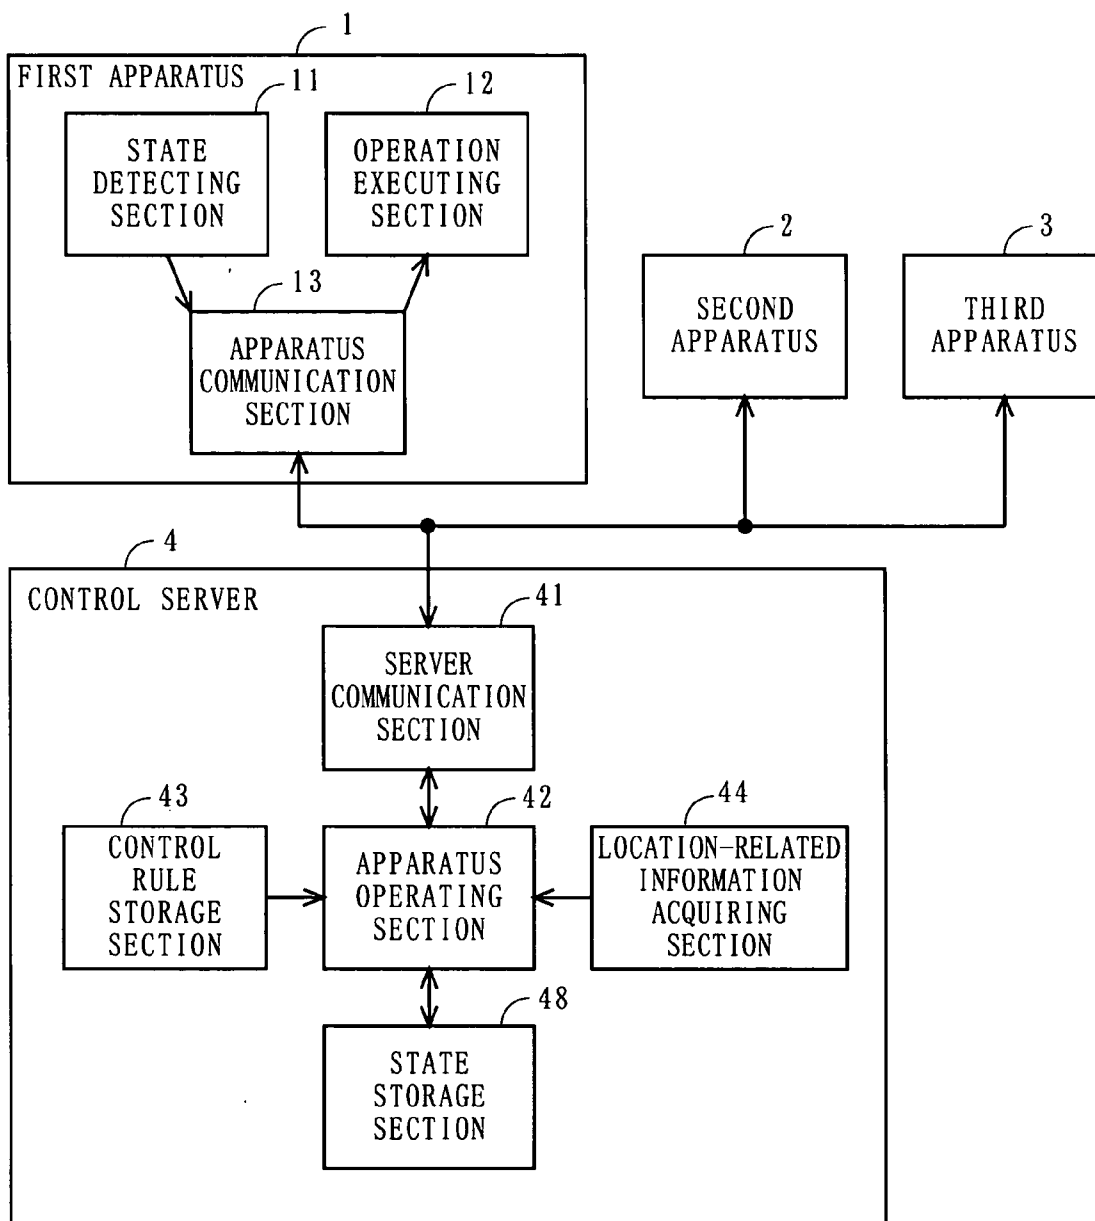 1
FIRST APPARATUS
11
12
STATE
DETECTING
SECTION
OPERATION
EXECUTING
SECTION
13
APPARATUS
COMMUNICATION
SECTION
2
SECOND
APPARATUS
3
THIRD
APPARATUS
4
CONTROL SERVER
41
SERVER
COMMUNICATION
SECTION
43
CONTROL
RULE
STORAGE
SECTION
42
APPARATUS
OPERATING
SECTION
44
LOCATION-RELATED
INFORMATION
ACQUIRING
SECTION
48
STATE
STORAGE
SECTION